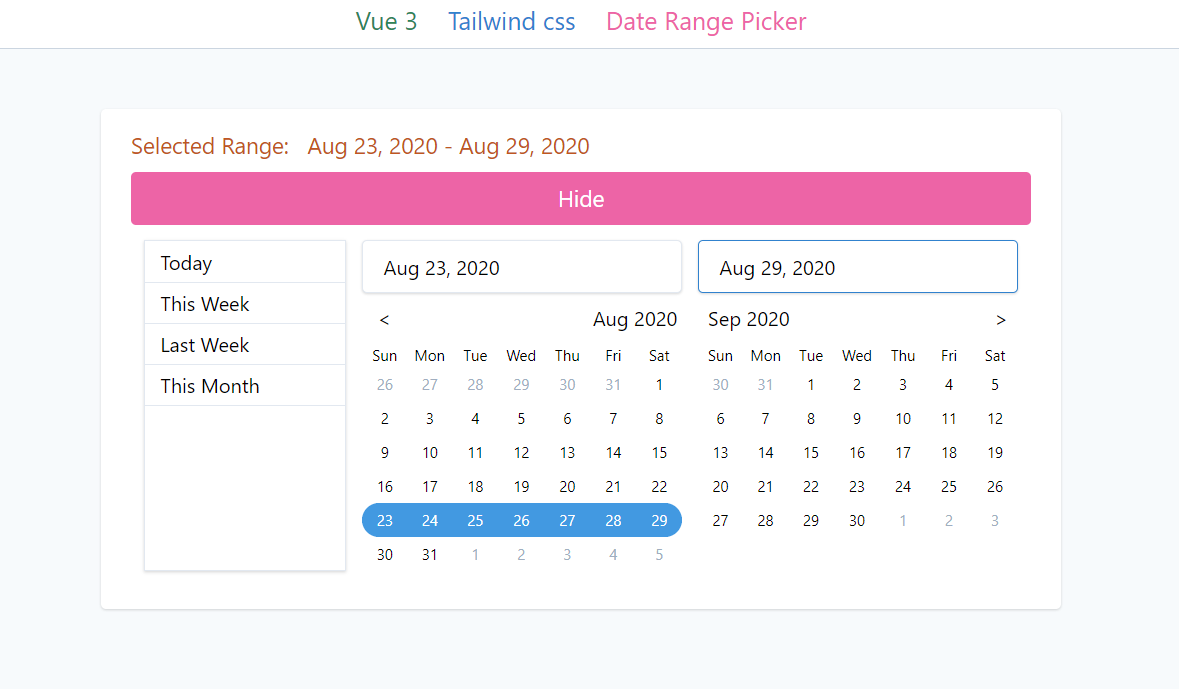 Vue 3 Tailwind css Date Range Picker
Selected Range: Aug 23, 2020 - Aug 29, 2020
Hide
Today
This Week
Last Week
This Month
Aug 23, 2020
< Aug 2020
Sun Mon Tue Wed Thu Fri Sat
26 27 28 29 30 31 1
2 3 4 5 6 7 8
9 10 11 12 13 14 15
16 17 18 19 20 21 22
23 24 25 26 27 28 29
30 31 1 2 3 4 5
Aug 29, 2020
Sep 2020 >
Sun Mon Tue Wed Thu Fri Sat
30 31 1 2 3 4 5
6 7 8 9 10 11 12
13 14 15 16 17 18 19
20 21 22 23 24 25 26
27 28 29 30 1 2 3